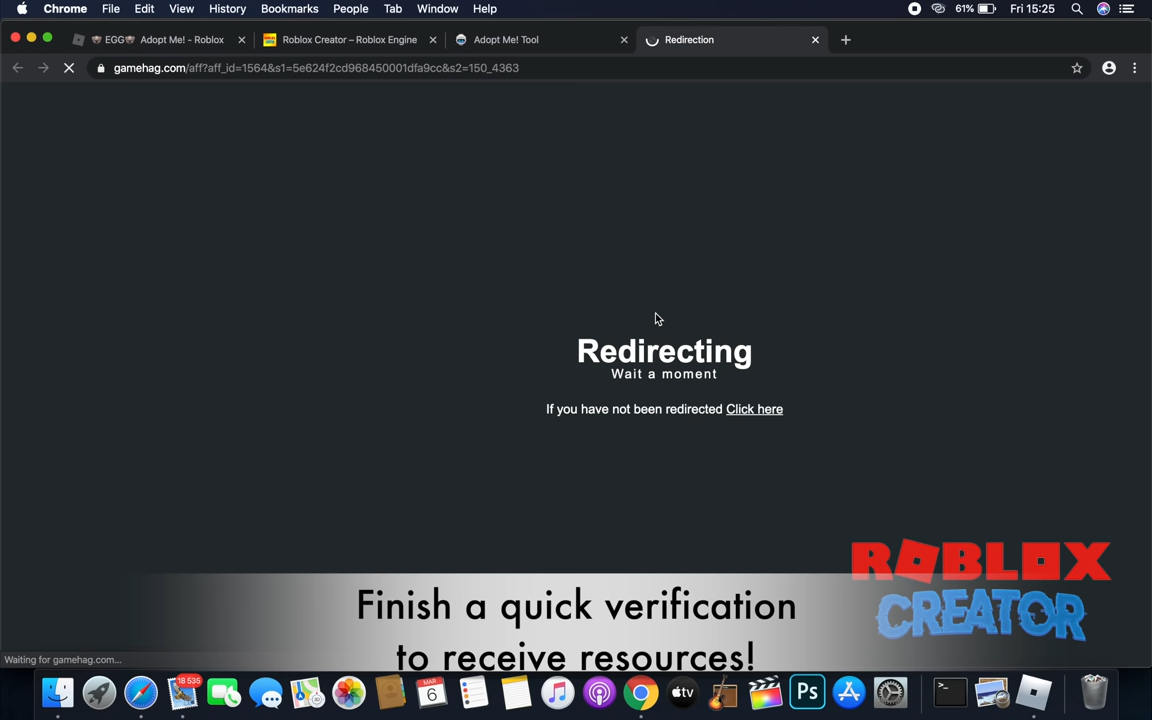 Chrome File Edit View History Bookmarks People Tab Window Help 61% Fri 15:25
EGG Adopt Me! - Roblox Roblox Creator – Roblox Engine Adopt Me! Tool Redirection
gamehag.com/aff?aff_id=1564&s1=5e624f2cd968450001dfa9cc&s2=150_4363
Redirecting
Wait a moment
If you have not been redirected Click here
ROBLOX
CREATOR
Finish a quick verification
to receive resources!
Waiting for gamehag.com...
18 535
MAR
6
tv
Ps